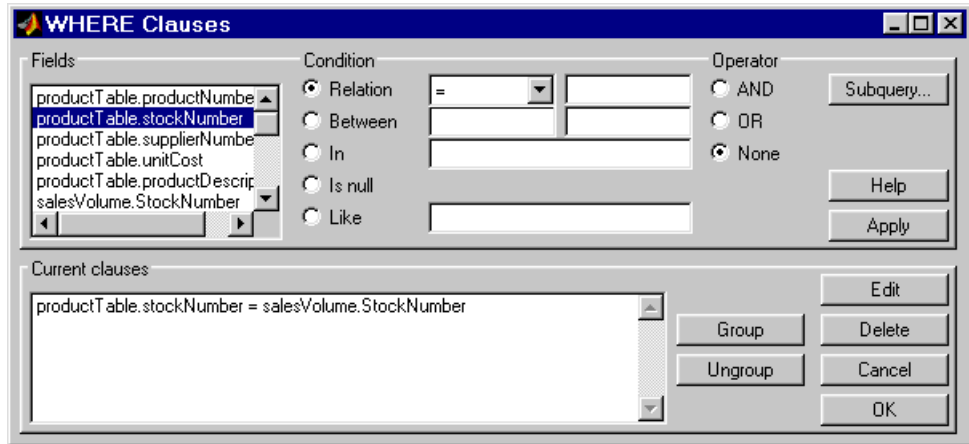 WHERE Clauses
Fields
productTable.productNumbe
productTable.stockNumber
productTable.supplierNumbe
productTable.unitCost
productTable.productDescrip
salesVolume.StockNumber
Condition
Relation =
Between
In
Is null
Like
Operator
AND
OR
None
Subquery...
Help
Apply
Current clauses
productTable.stockNumber = salesVolume.StockNumber
Group
Ungroup
Edit
Delete
Cancel
OK